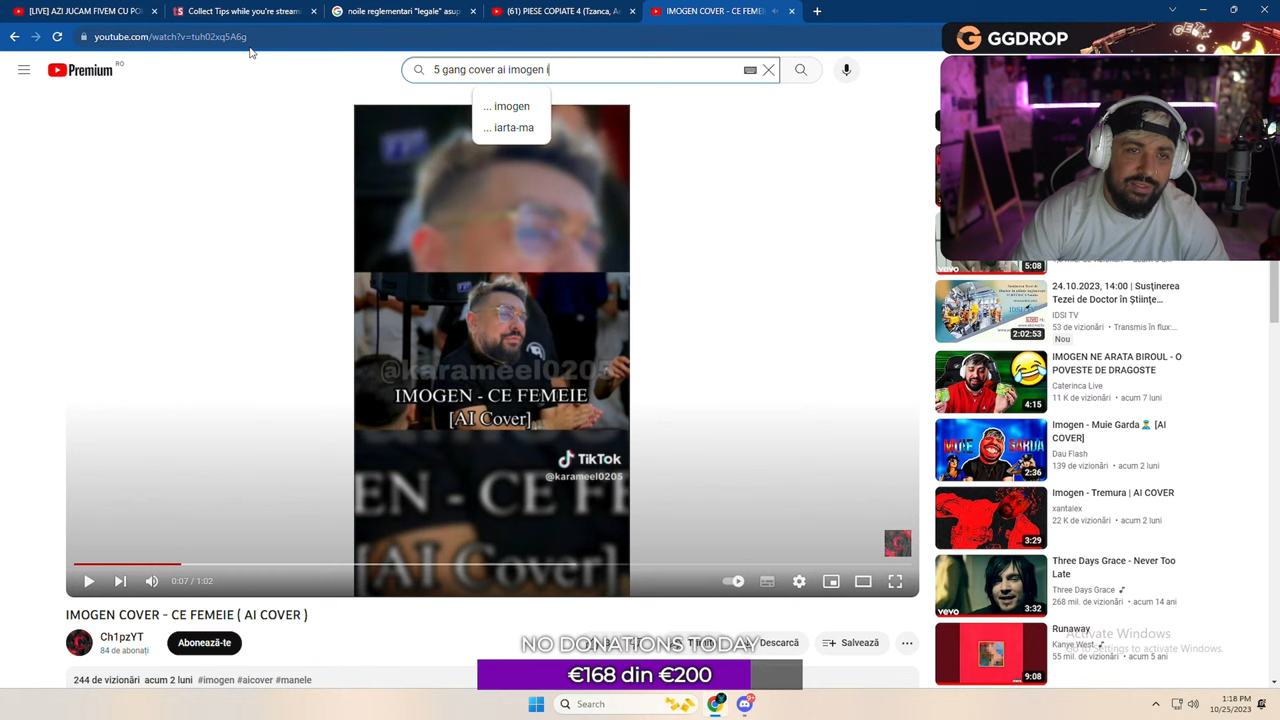 [LIVE] AZI JUCAM FIVEM CU PO
Collect Tips while you're stream
noile reglementari "legale" asup
(61) PIESE COPIATE 4 (Tzanca, A
IMOGEN COVER - CE FEMEI
youtube.com/watch?v=tuh02xq5A6g
GGDROP
Premium
RO
5 gang cover ai imogen i
... imogen
... iarta-ma
@karameel0205
IMOGEN - CE FEMEIE
[AI Cover]
TikTok
@karameel0205
EN - CE F
[AI Cover]
0:07 / 1:02
IMOGEN COVER - CE FEMEIE ( AI COVER )
Ch1pzYT
84 de abonați
Abonează-te
Descarcă
Salvează
NO DONATIONS TODAY
€168 din €200
244 de vizionări acum 2 luni #imogen #aicover #manele
5:08
24.10.2023, 14:00 | Susținerea
Tezei de Doctor în Științe...
IDSI TV
53 de vizionări • Transmis în flux:...
Nou
2:02:53
IMOGEN NE ARATA BIROUL - O
POVESTE DE DRAGOSTE
Caterinca Live
11 K de vizionări • acum 7 luni
4:15
Imogen - Muie Garda [AI
COVER]
Dau Flash
139 de vizionări • acum 2 luni
MUIE GARDA
2:36
Imogen - Tremura | AI COVER
xantalex
22 K de vizionări • acum 2 luni
3:29
Three Days Grace - Never Too
Late
Three Days Grace
268 mil. de vizionări • acum 14 ani
vevo
3:32
Runaway
Kanye West
55 mil. de vizionări • acum 5 ani
9:08
Activate Windows
Go to Settings to activate Windows.
Search
1:18 PM
10/25/2023